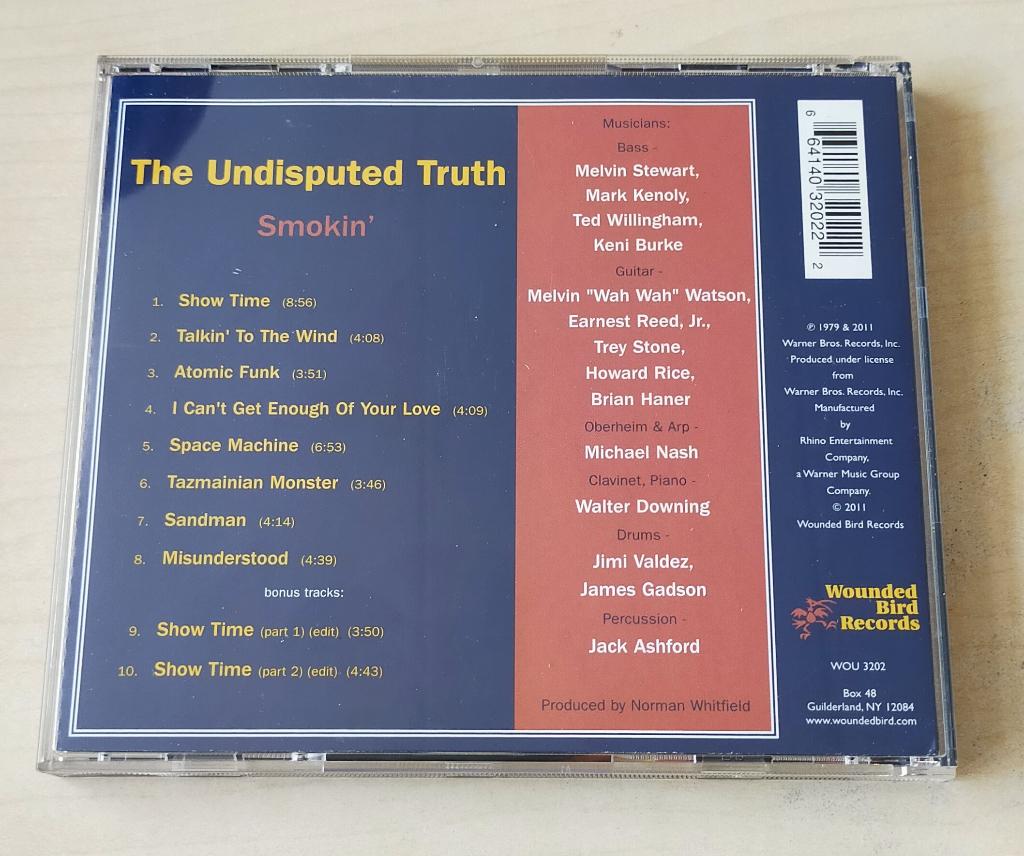 The Undisputed Truth
Smokin'
1. Show Time (8:56)
2. Talkin' To The Wind (4:08)
3. Atomic Funk (3:51)
4. I Can't Get Enough Of Your Love (4:09)
5. Space Machine (6:53)
6. Tazmainian Monster (3:46)
7. Sandman (4:14)
8. Misunderstood (4:39)
bonus tracks:
9. Show Time (part 1) (edit) (3:50)
10. Show Time (part 2) (edit) (4:43)
Musicians:
Bass -
Melvin Stewart,
Mark Kenoly,
Ted Willingham,
Keni Burke
Guitar -
Melvin "Wah Wah" Watson,
Earnest Reed, Jr.,
Trey Stone,
Howard Rice,
Brian Haner
Oberheim & Arp -
Michael Nash
Clavinet, Piano -
Walter Downing
Drums -
Jimi Valdez,
James Gadson
Percussion -
Jack Ashford
Produced by Norman Whitfield
6 64140 32022 2
℗ 1979 & 2011
Warner Bros. Records, Inc.
Produced under license
from
Warner Bros. Records, Inc.
Manufactured
by
Rhino Entertainment
Company,
a Warner Music Group
Company.
© 2011
Wounded Bird Records
Wounded
Bird
Records
WOU 3202
Box 48
Guilderland, NY 12084
www.woundedbird.com